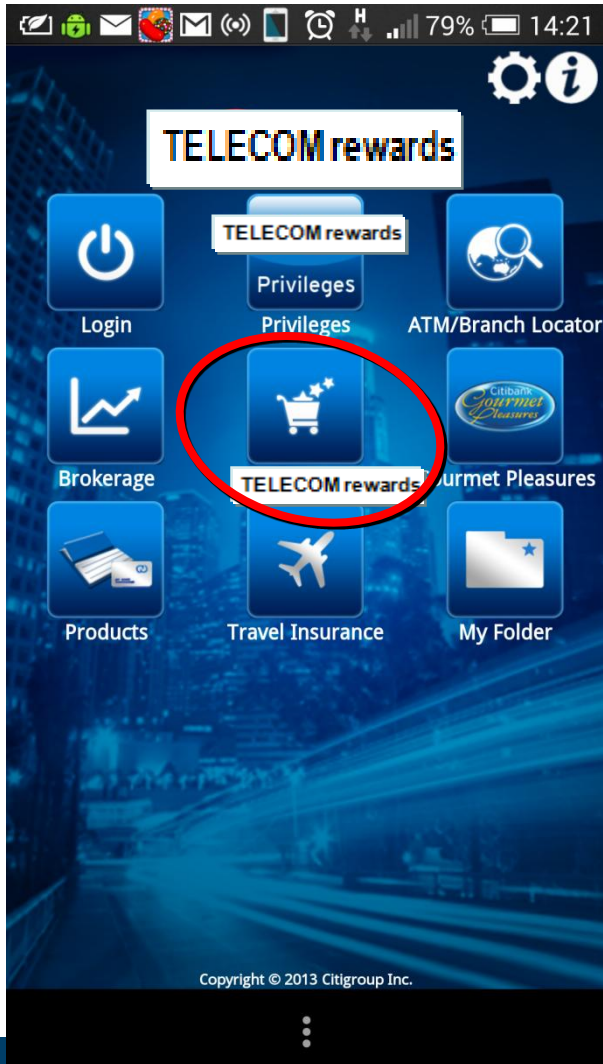 79% 14:21
H
TELECOM rewards
TELECOM rewards
Privileges
Login Privileges ATM/Branch Locator
Citibank
Gourmet
Pleasures
Brokerage TELECOM rewards ourmet Pleasures
Products Travel Insurance My Folder
Copyright © 2013 Citigroup Inc.